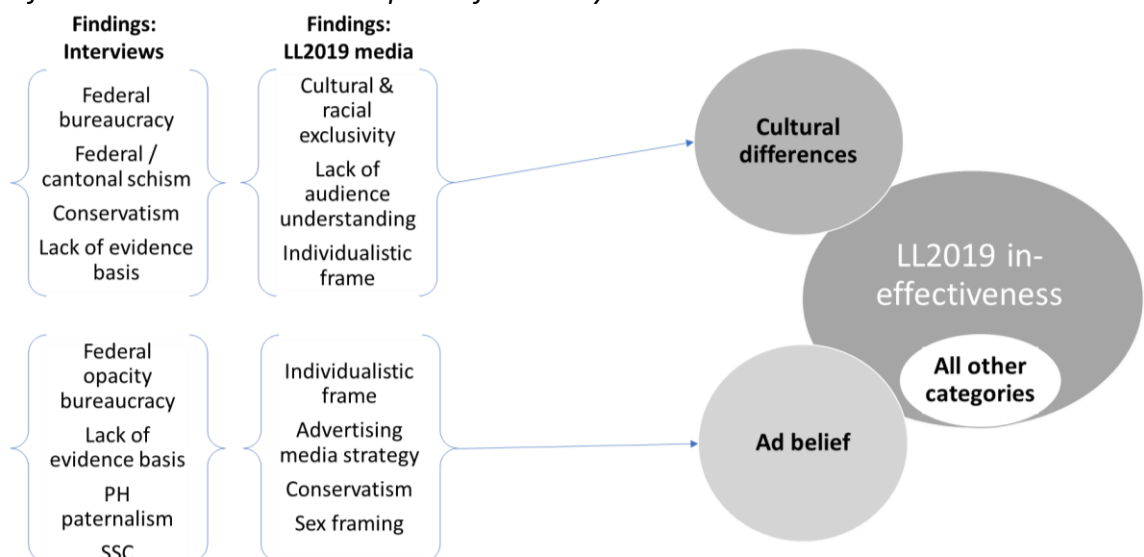 Findings:
Interviews
Federal
bureaucracy
Federal /
cantonal schism
Conservatism
Lack of evidence
basis
Findings:
LL2019 media
Cultural &
racial
exclusivity
Lack of
audience
understanding
Individualistic
frame
Cultural
differences
LL2019 in-
effectiveness
All other
categories
Federal
opacity
bureaucracy
Lack of
evidence basis
PH
paternalism
SSC
Individualistic
frame
Advertising
media strategy
Conservatism
Sex framing
Ad belief